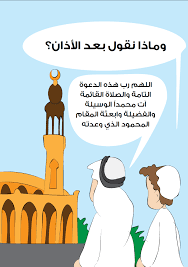 وماذا نقول بعد الأذان؟
اللهم رب هذه الدعوة
التامة والصلاة القائمة
آت محمداً الوسيلة
والفضيلة وابعثه المقام
المحمود الذي وعدته